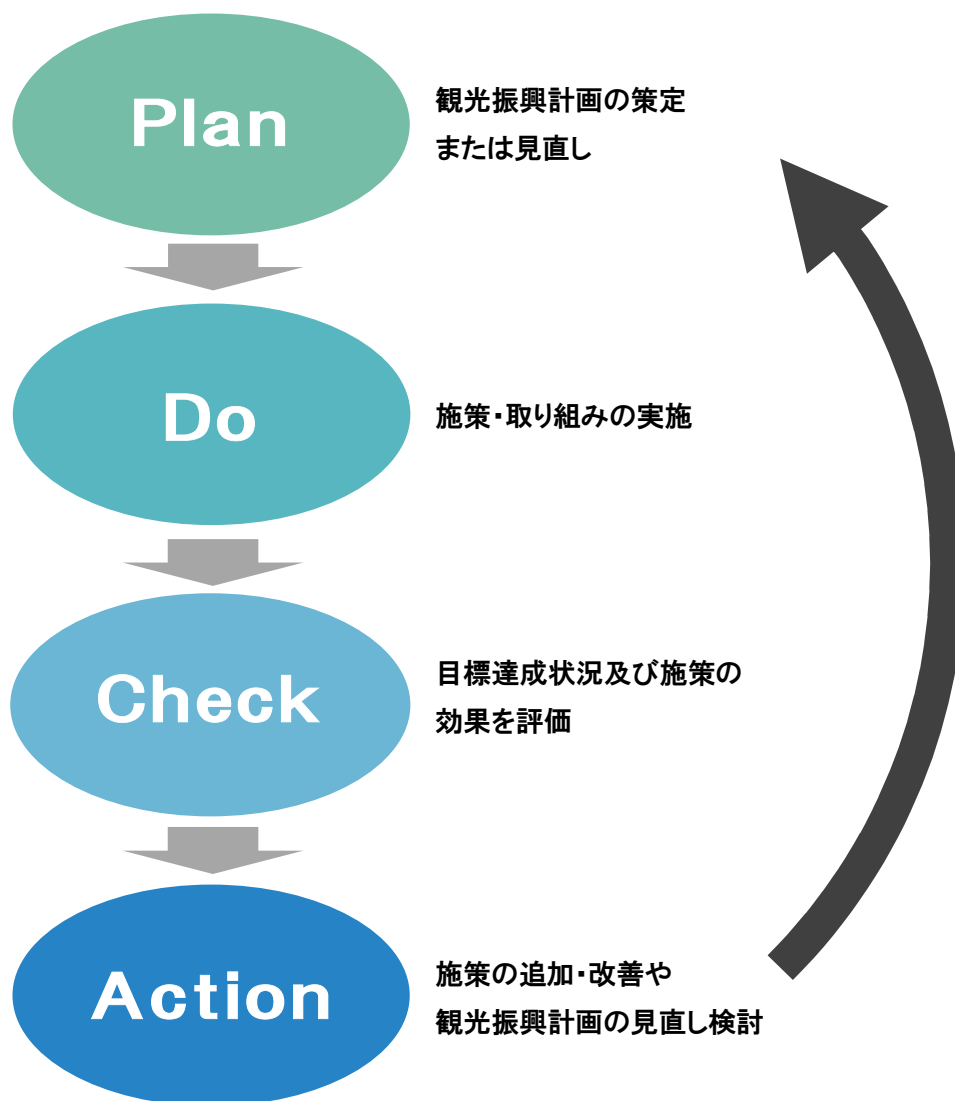 Plan
観光振興計画の策定
または見直し
Do
施策・取り組みの実施
Check
目標達成状況及び施策の
効果を評価
Action
施策の追加・改善や
観光振興計画の見直し検討